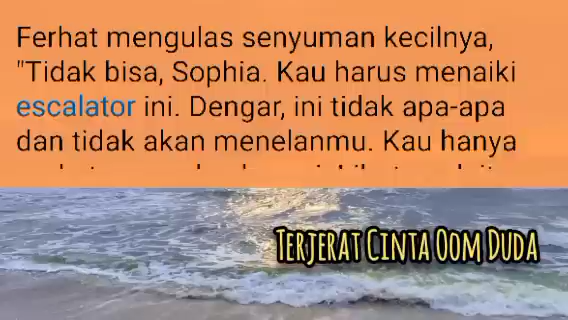 Ferhat mengulas senyuman kecilnya,
"Tidak bisa, Sophia. Kau harus menaiki
escalator ini. Dengar, ini tidak apa-apa
dan tidak akan menelanmu. Kau hanya
TERJERAT CINTA OOM DUDA